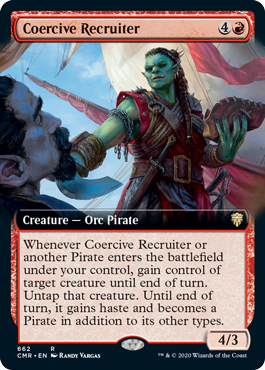 Coercive Recruiter 4
Creature — Orc Pirate
Whenever Coercive Recruiter or
another Pirate enters the battlefield
under your control, gain control of
target creature until end of turn.
Untap that creature. Until end of
turn, it gains haste and becomes a
Pirate in addition to its other types.
4/3
662 R
CMR • EN RANDY VARGAS
™ & © 2020 Wizards of the Coast